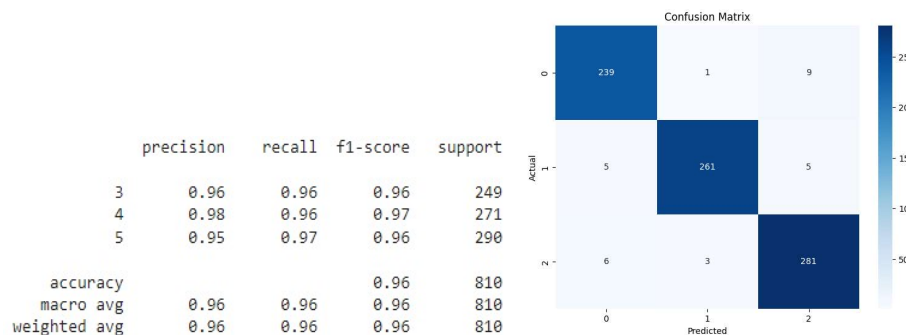 precision recall f1-score support
3 0.96 0.96 0.96 249
4 0.98 0.96 0.97 271
5 0.95 0.97 0.96 290
accuracy 0.96 810
macro avg 0.96 0.96 0.96 810
weighted avg 0.96 0.96 0.96 810
Confusion Matrix
0 239 1 9
Actual
1 5 261 5
2 6 3 281
0 1 2
Predicted
50